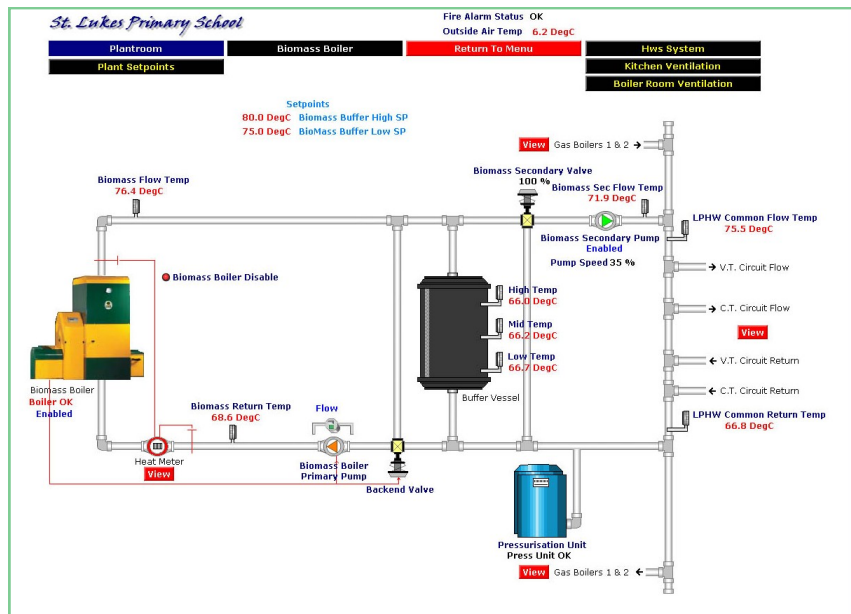 St. Lukes Primary School
Fire Alarm Status OK
Outside Air Temp 6.2 DegC
Plantroom
Biomass Boiler
Return To Menu
Hws System
Plant Setpoints
Kitchen Ventilation
Boiler Room Ventilation
Setpoints
80.0 DegC Biomass Buffer High SP
75.0 DegC BioMass Buffer Low SP
View Gas Boilers 1 & 2 →
Biomass Flow Temp
76.4 DegC
Biomass Secondary Valve
100 %
Biomass Sec Flow Temp
71.9 DegC
LPHW Common Flow Temp
75.5 DegC
Biomass Secondary Pump
Enabled
Pump Speed 35 %
→ V.T. Circuit Flow
Biomass Boiler Disable
High Temp
66.0 DegC
→ C.T. Circuit Flow
Mid Temp
66.2 DegC
View
Low Temp
66.7 DegC
← V.T. Circuit Return
Biomass Boiler
Boiler OK
Enabled
Buffer Vessel
← C.T. Circuit Return
Biomass Return Temp
68.6 DegC
Flow
LPHW Common Return Temp
66.8 DegC
Heat Meter
View
Biomass Boiler
Primary Pump
Backend Valve
Pressurisation Unit
Press Unit OK
View Gas Boilers 1 & 2 ←